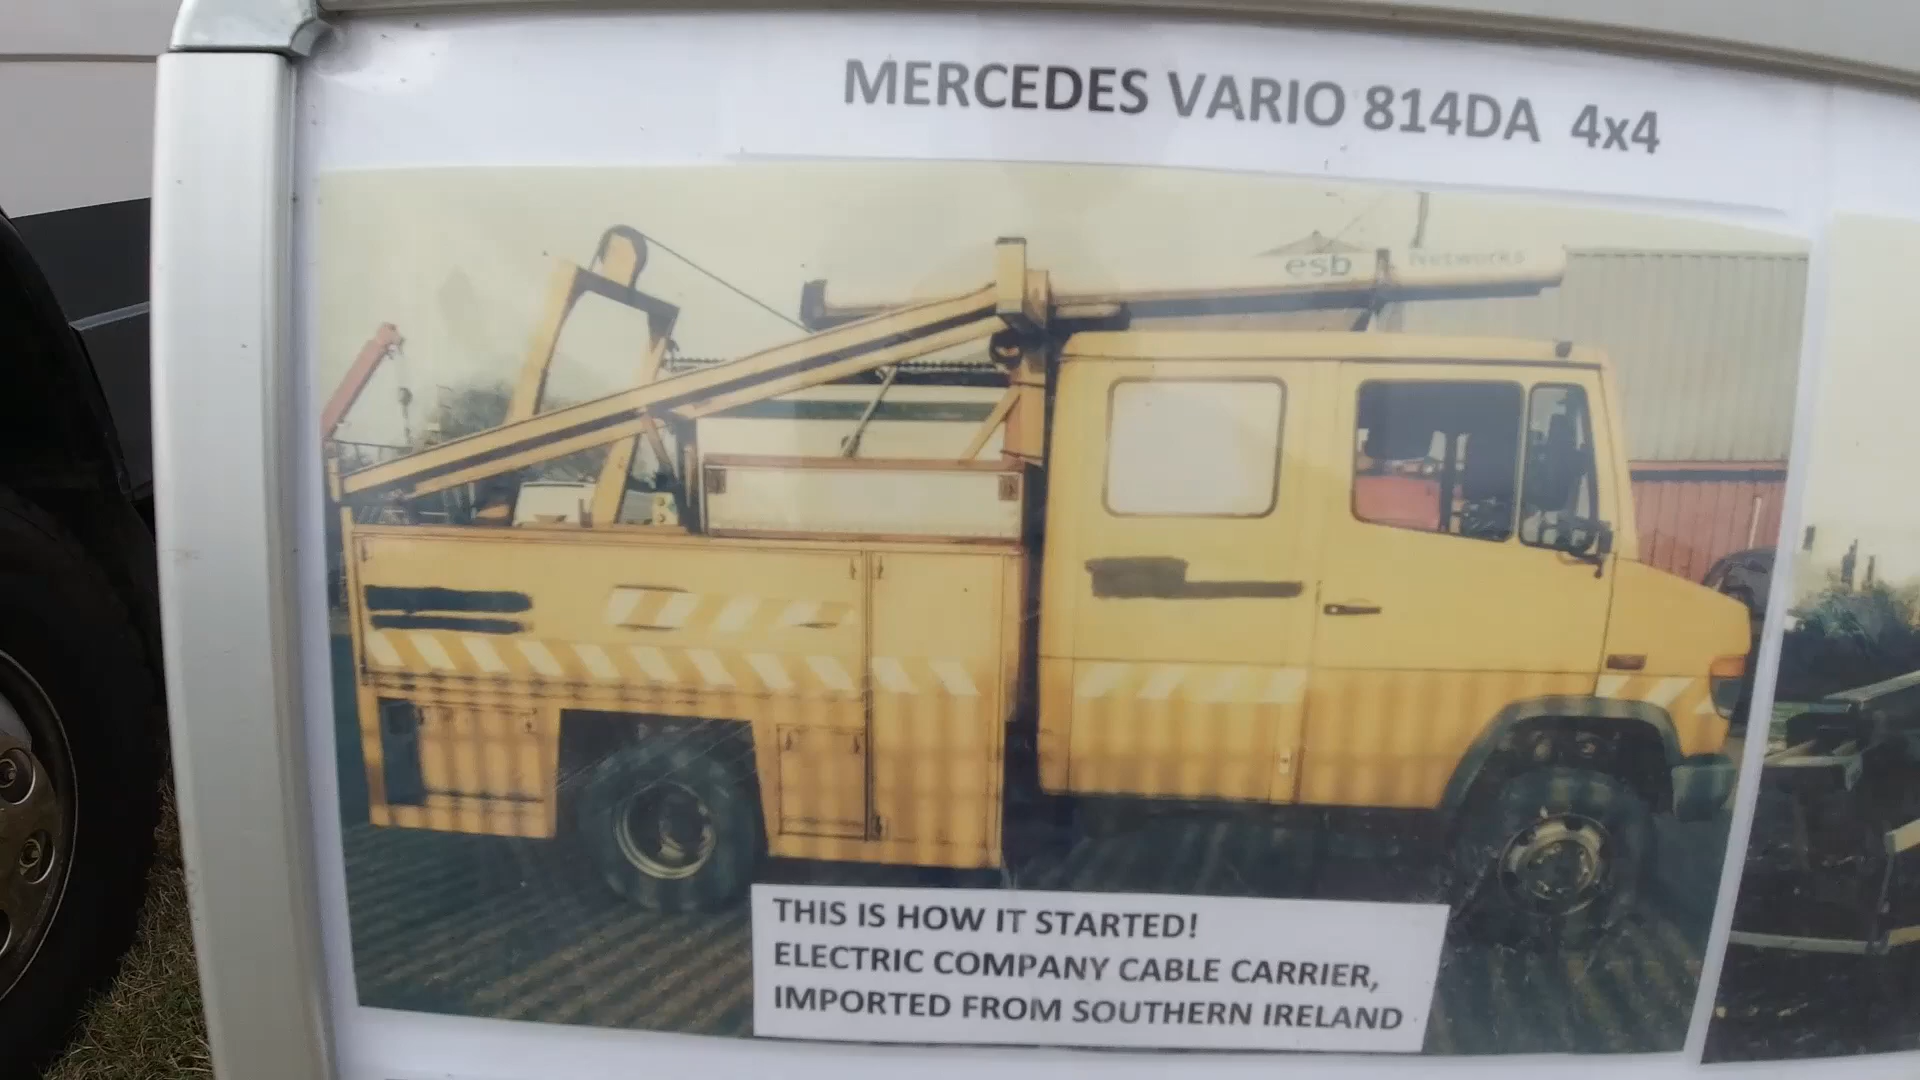 MERCEDES VARIO 814DA 4x4
esb Networks
THIS IS HOW IT STARTED!
ELECTRIC COMPANY CABLE CARRIER,
IMPORTED FROM SOUTHERN IRELAND